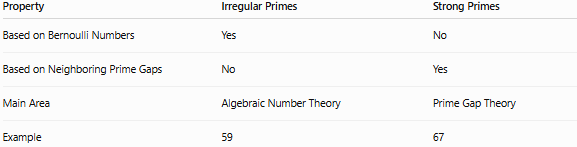 Property Irregular Primes Strong Primes
Based on Bernoulli Numbers Yes No
Based on Neighboring Prime Gaps No Yes
Main Area Algebraic Number Theory Prime Gap Theory
Example 59 67